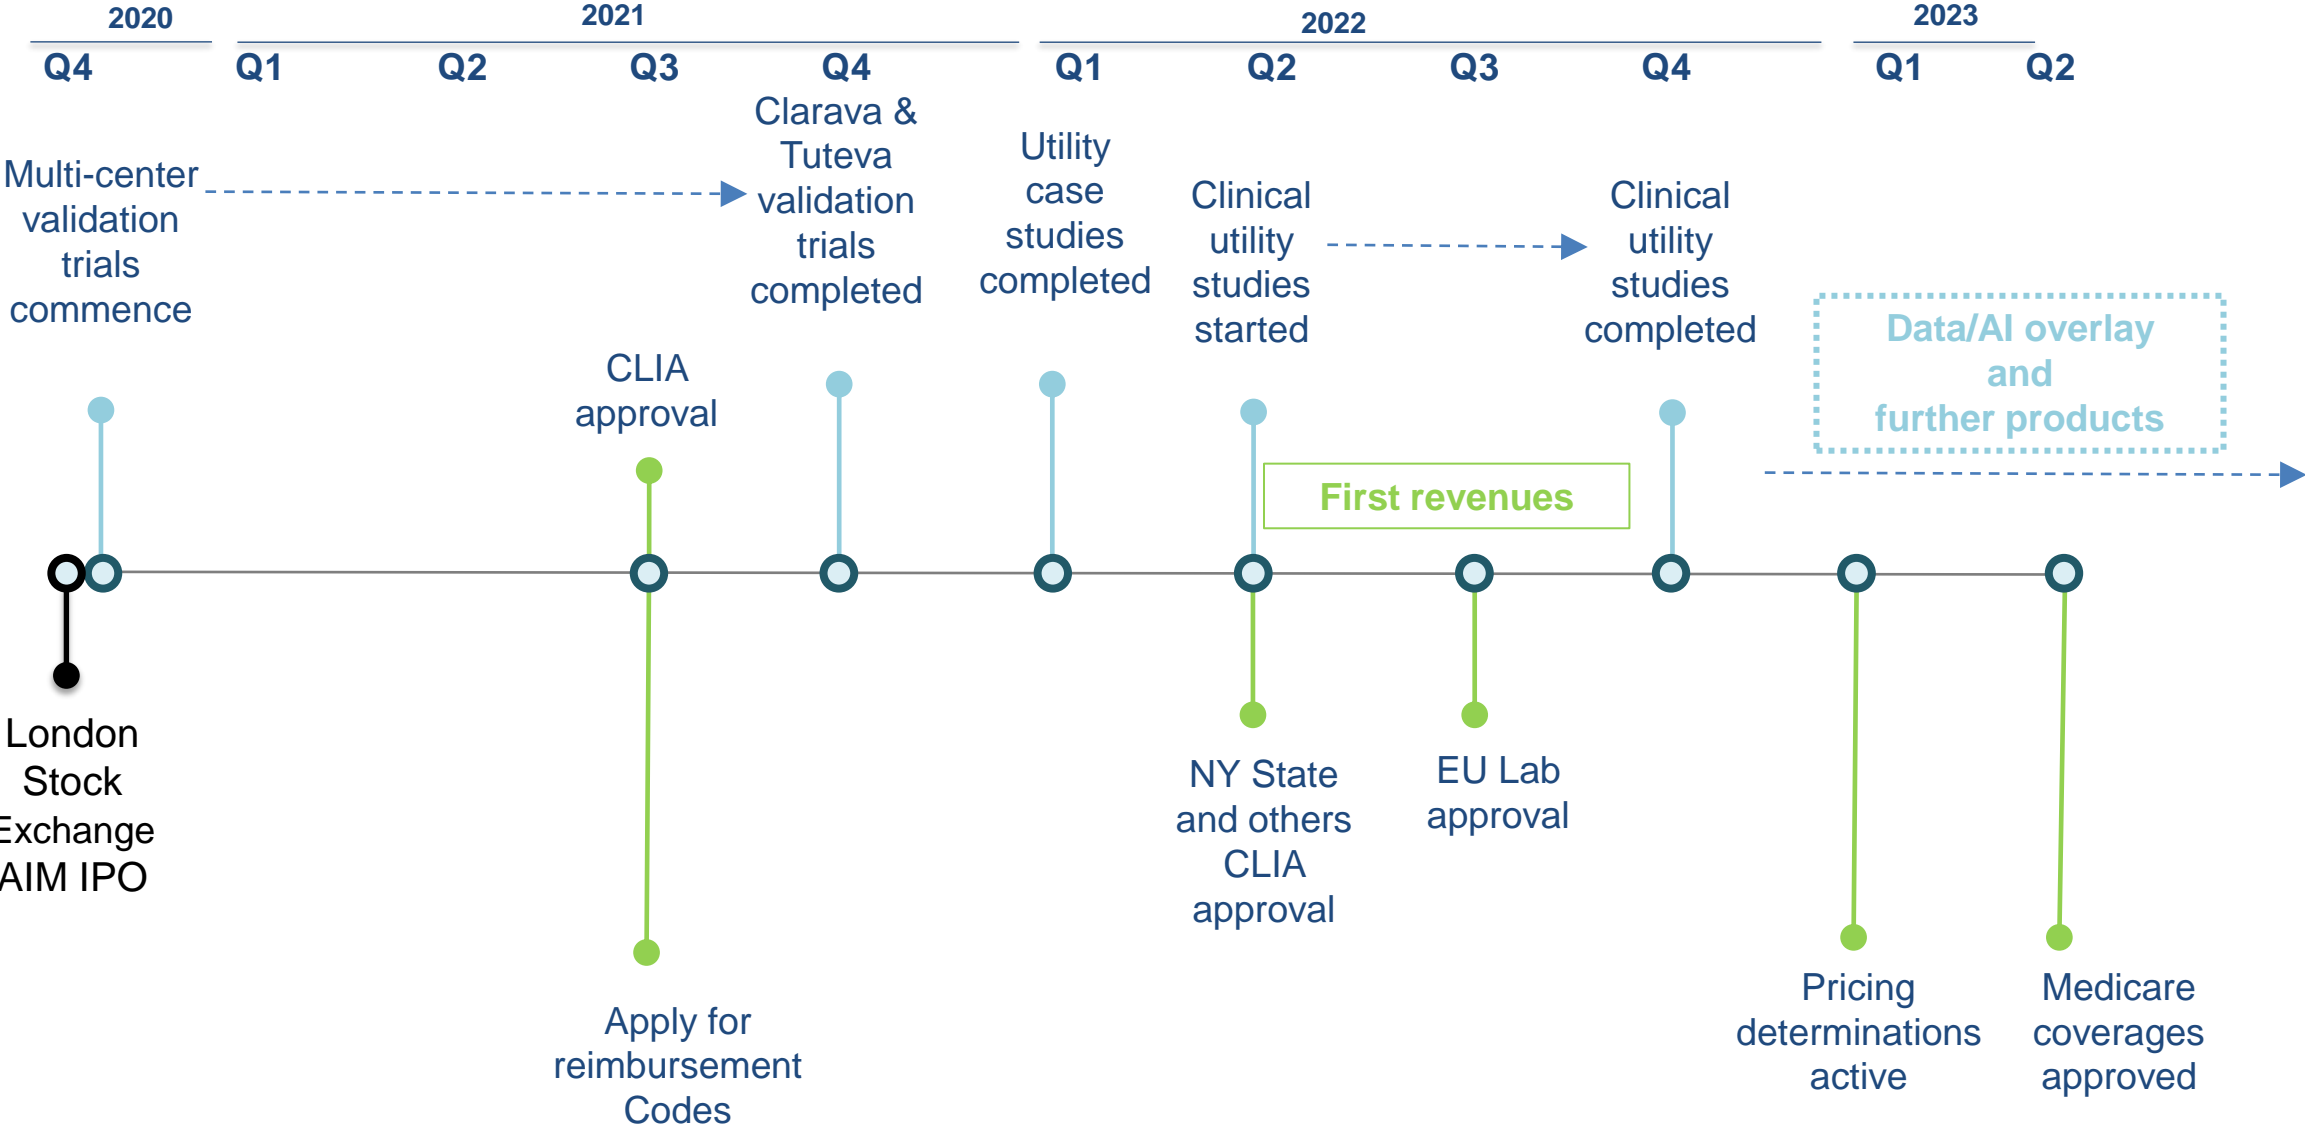 2020
2021
2022
2023
Q4
Q1
Q2
Q3
Q4
Q1
Q2
Q3
Q4
Q1
Q2
Multi-center
validation
trials
commence
Clarava &
Tuteva
validation
trials
completed
Utility
case
studies
completed
Clinical
utility
studies
started
Clinical
utility
studies
completed
Data/AI overlay
and
further products
CLIA
approval
First revenues
London
Stock
Exchange
AIM IPO
NY State
and others
CLIA
approval
EU Lab
approval
Apply for
reimbursement
Codes
Pricing
determinations
active
Medicare
coverages
approved